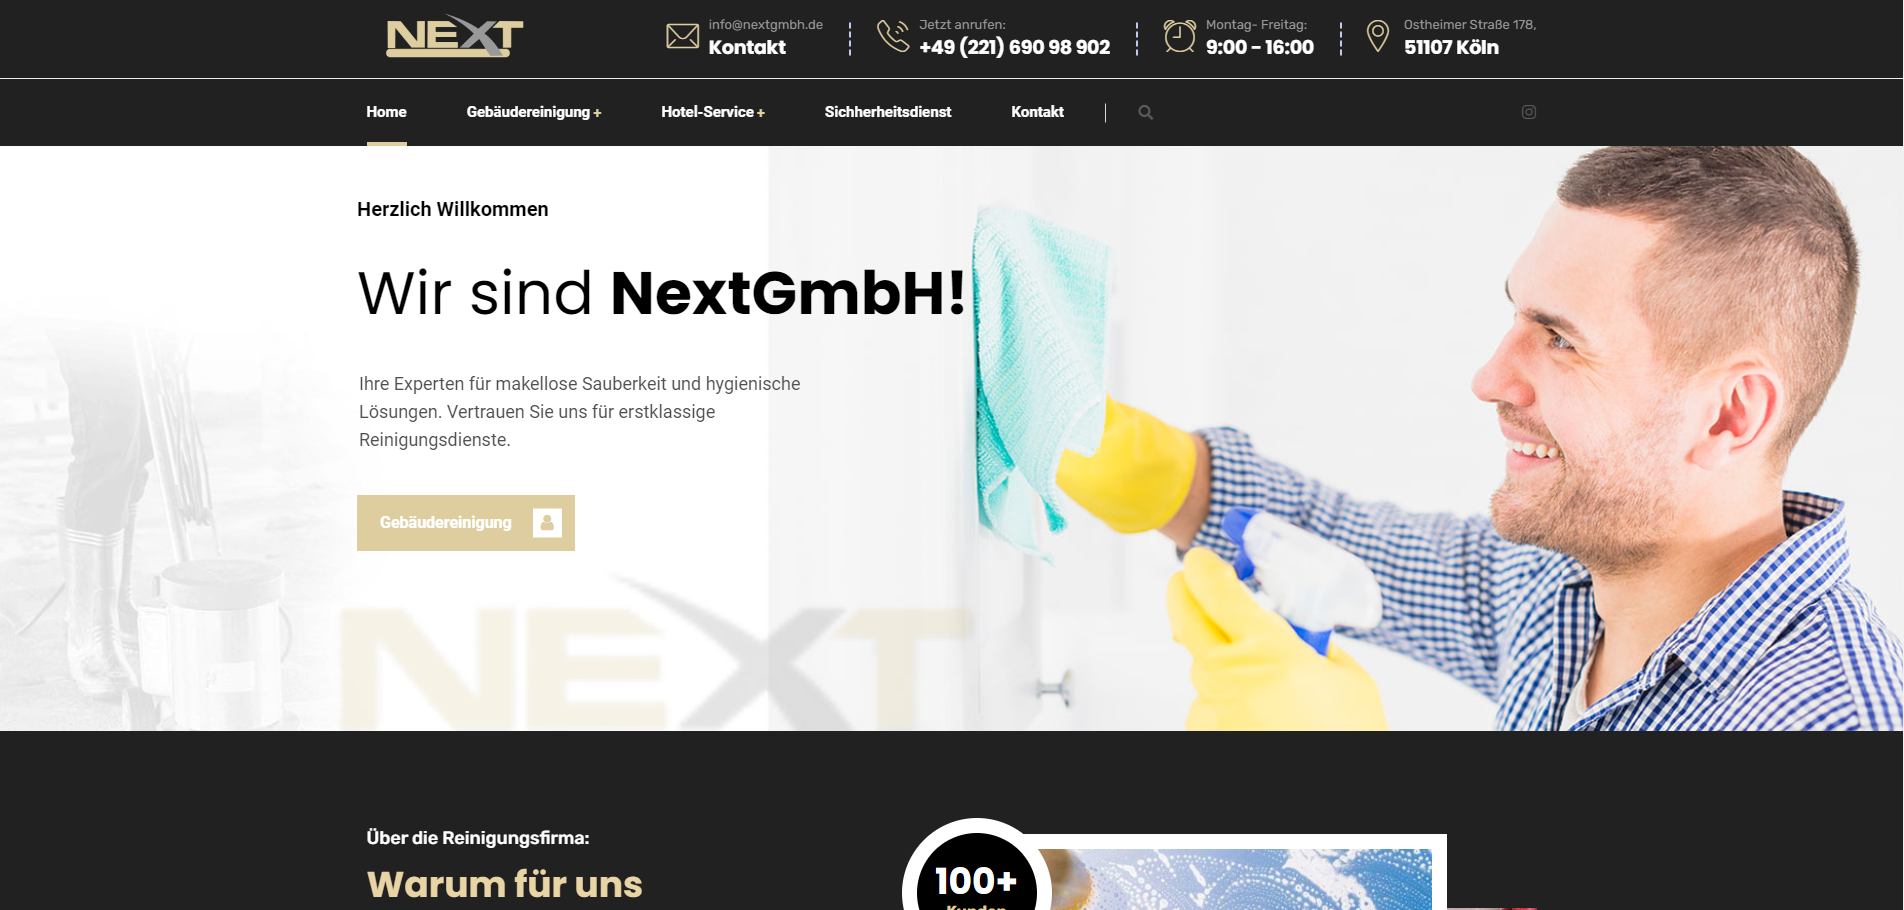 NEXT
info@nextgmbh.de
Kontakt
Jetzt anrufen:
+49 (221) 690 98 902
Montag- Freitag:
9:00 - 16:00
Ostheimer Straße 178,
51107 Köln
Home
Gebäudereinigung +
Hotel-Service +
Sichherheitsdienst
Kontakt
Herzlich Willkommen
Wir sind NextGmbH!
Ihre Experten für makellose Sauberkeit und hygienische
Lösungen. Vertrauen Sie uns für erstklassige
Reinigungsdienste.
Gebäudereinigung
NEXT
Über die Reinigungsfirma:
Warum für uns
100+
Kunden